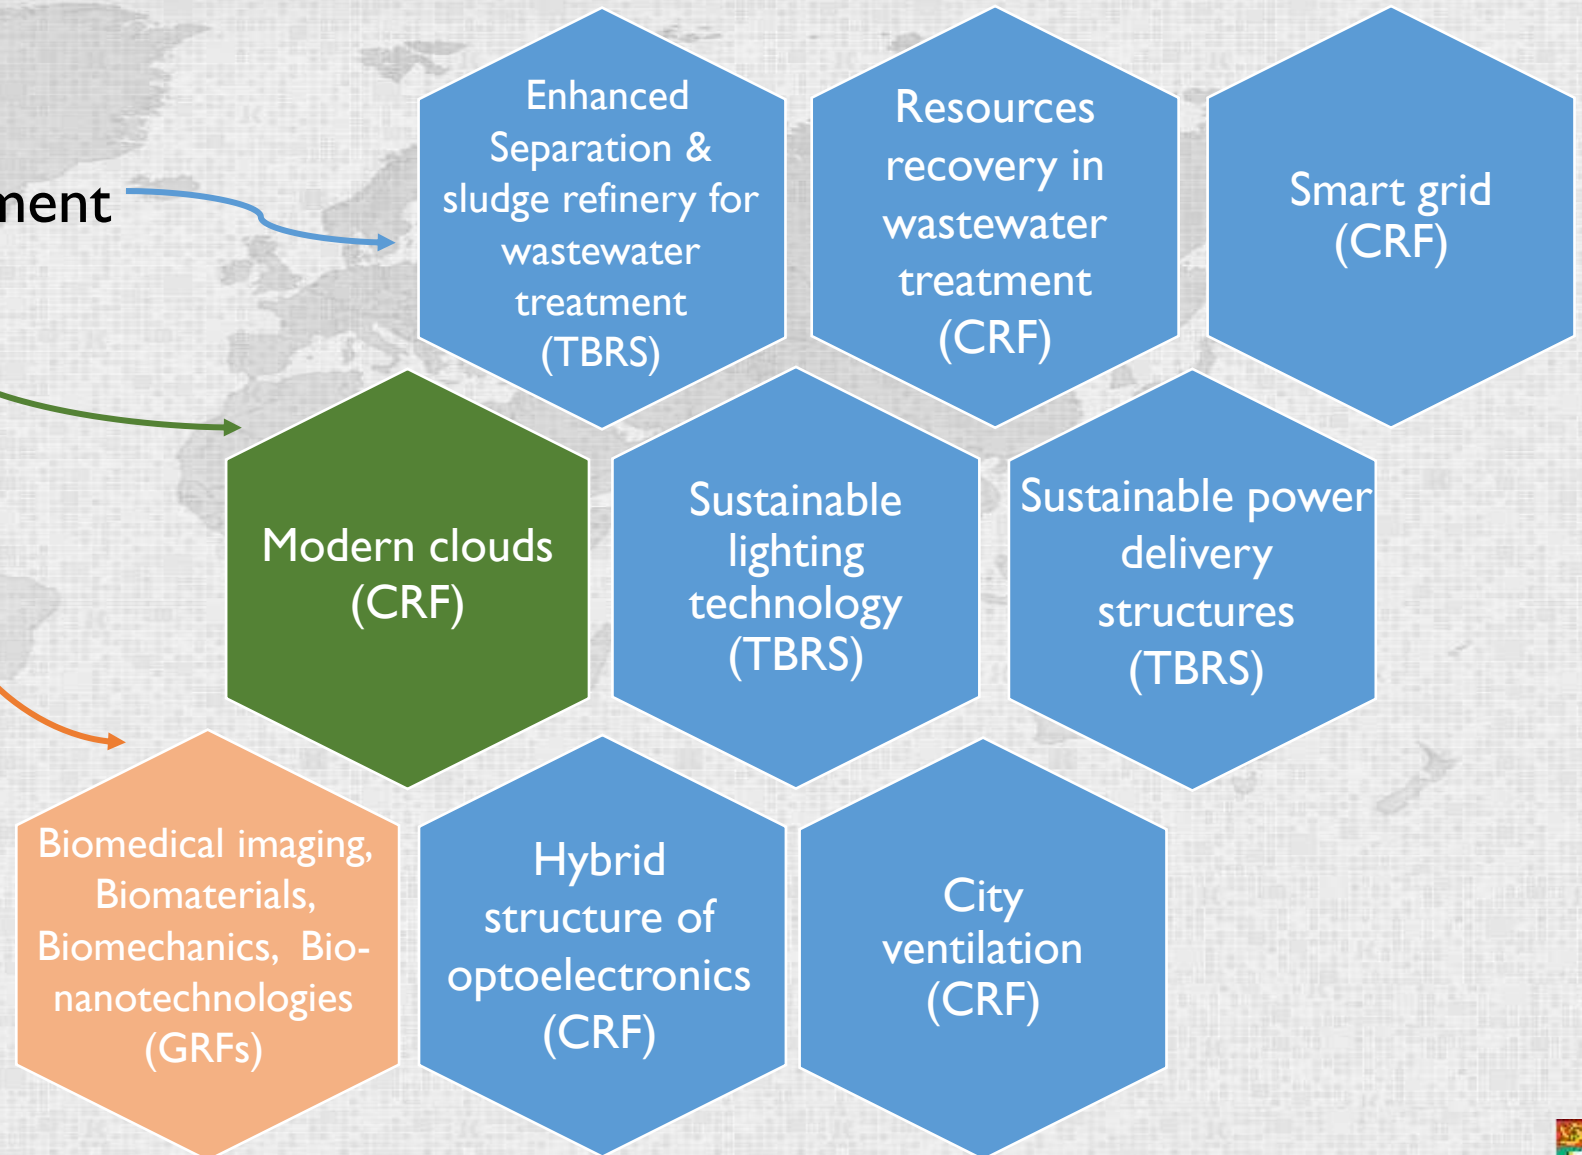 ment
Enhanced
Separation &
sludge refinery for
wastewater
treatment
(TBRS)
Resources
recovery in
wastewater
treatment
(CRF)
Smart grid
(CRF)
Modern clouds
(CRF)
Sustainable
lighting
technology
(TBRS)
Sustainable power
delivery
structures
(TBRS)
Biomedical imaging,
Biomaterials,
Biomechanics, Bio-
nanotechnologies
(GRFs)
Hybrid
structure of
optoelectronics
(CRF)
City
ventilation
(CRF)